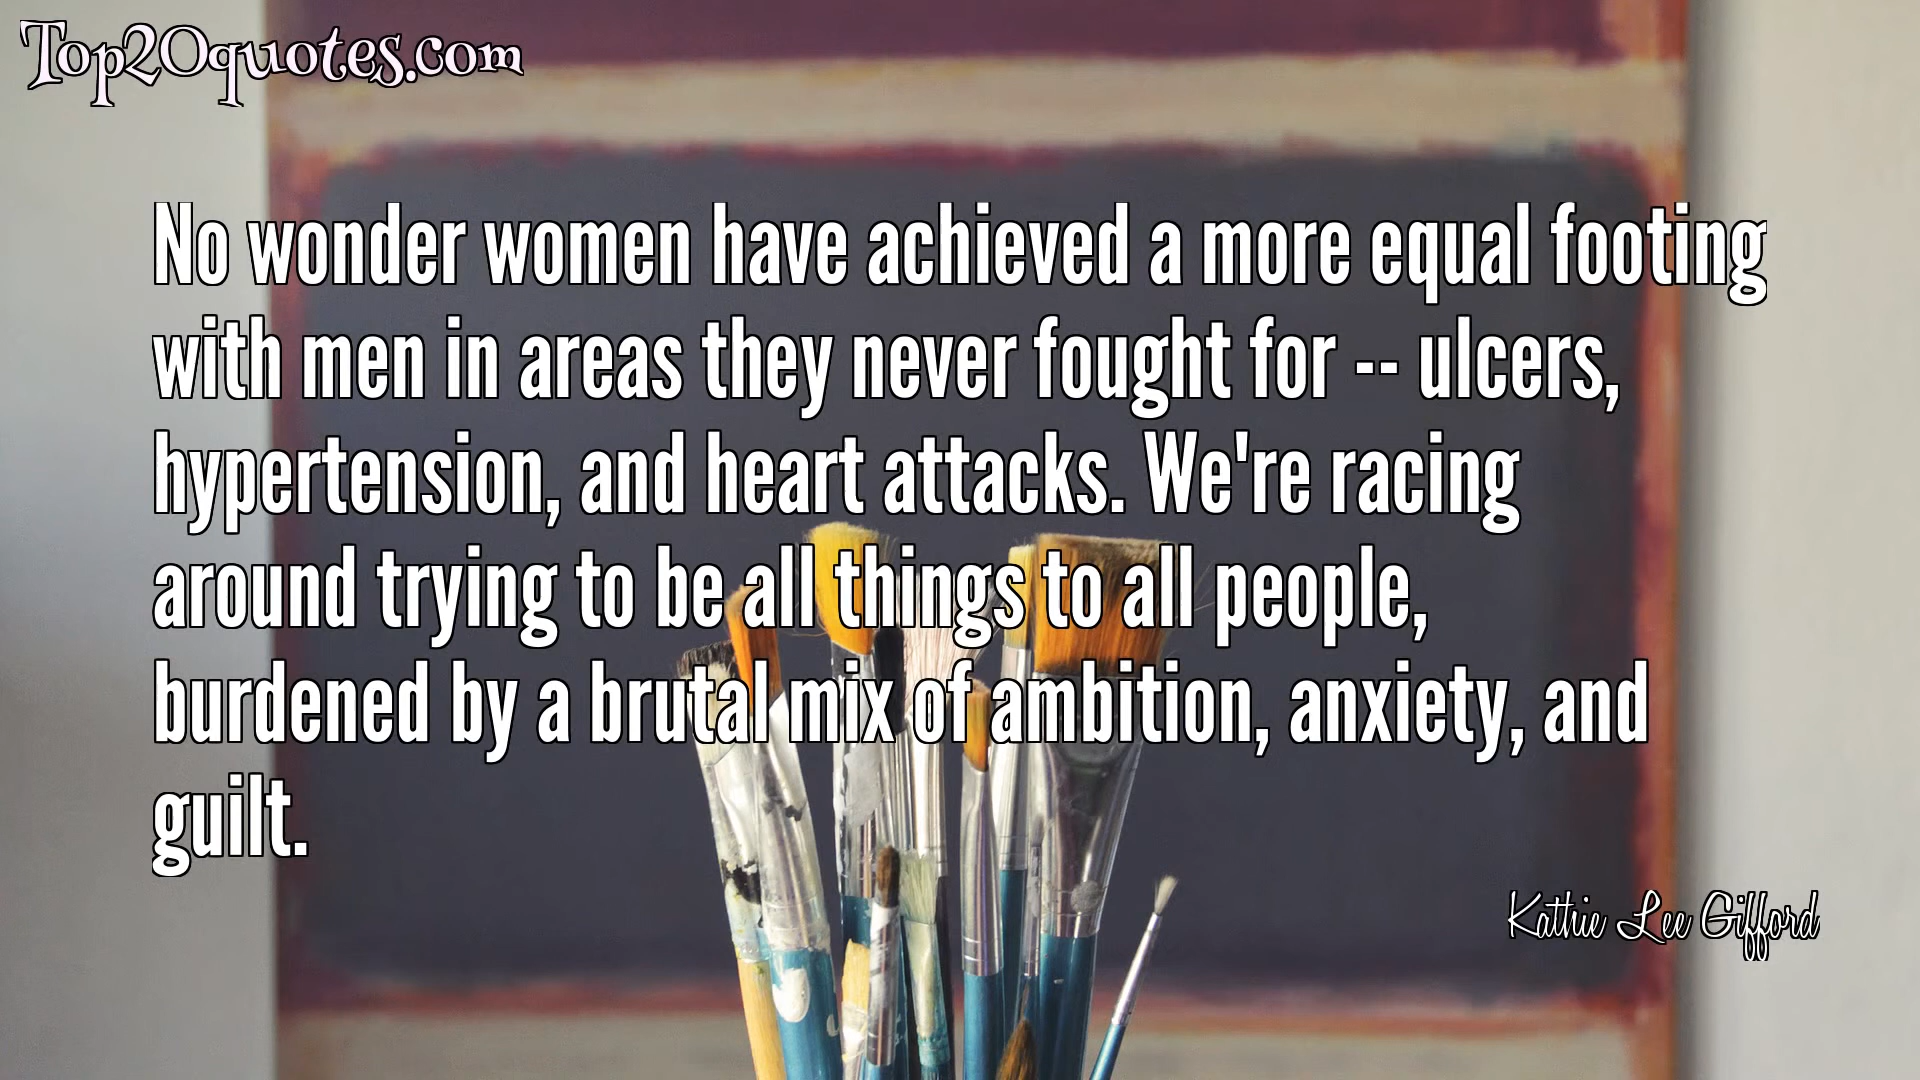 Top20quotes.com
No wonder women have achieved a more equal footing
with men in areas they never fought for -- ulcers,
hypertension, and heart attacks. We're racing
around trying to be all things to all people,
burdened by a brutal mix of ambition, anxiety, and
guilt.
Kathie Lee Gifford